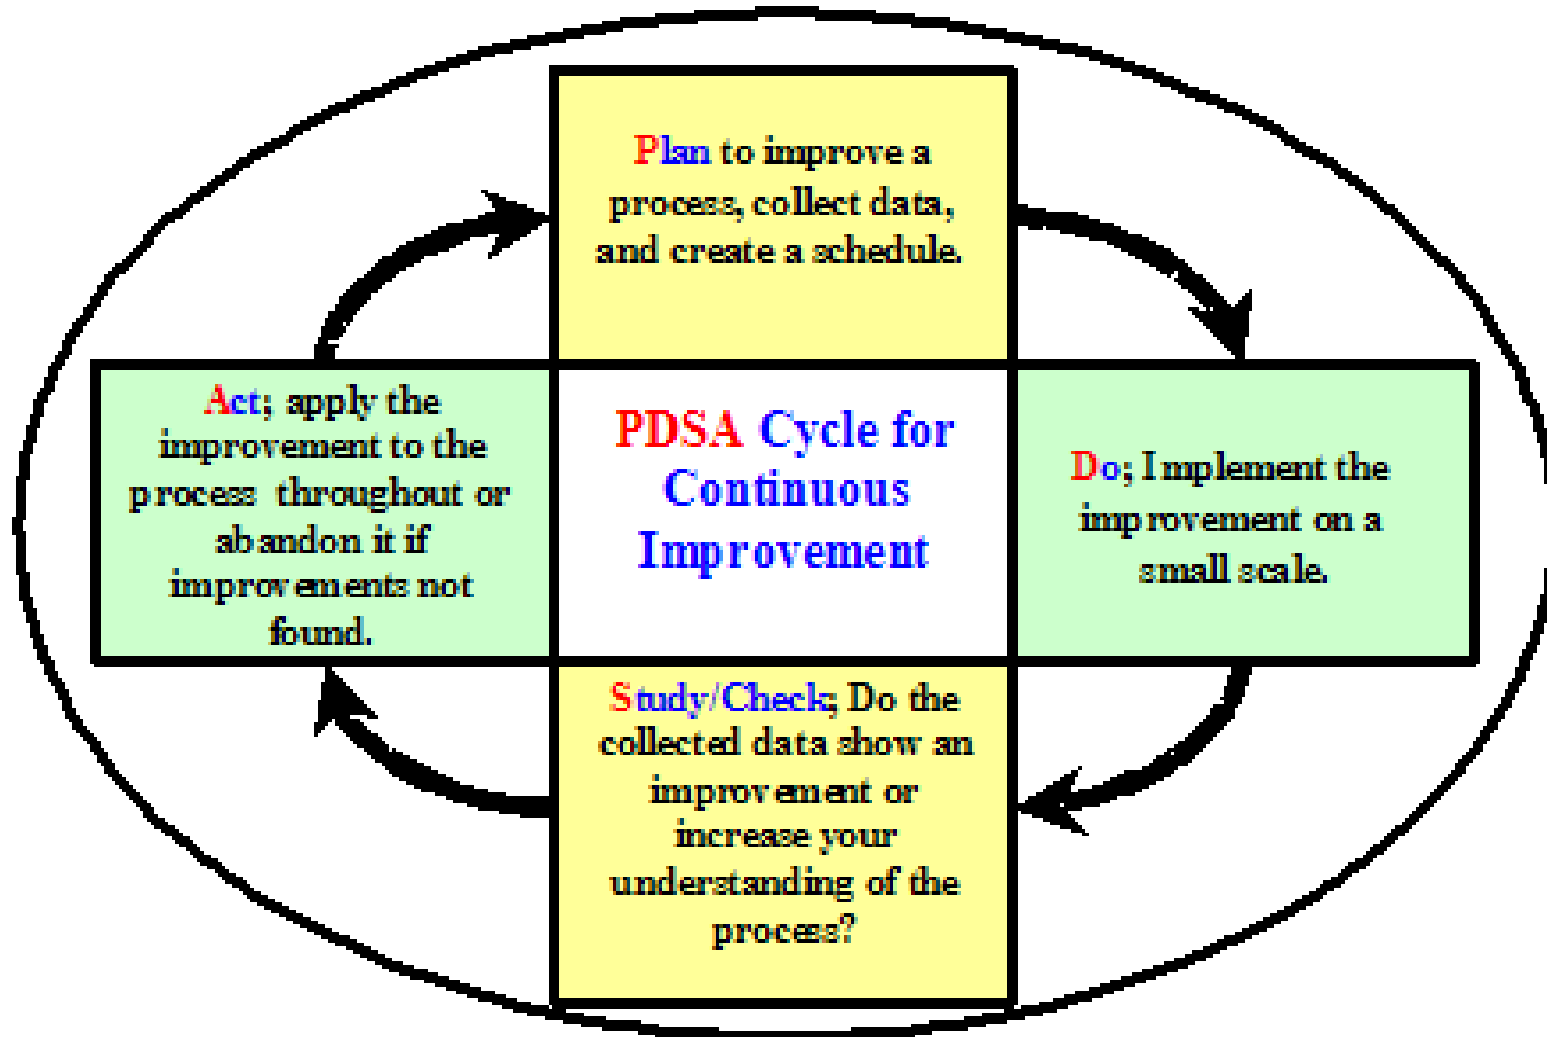 Plan to improve a
process, collect data,
and create a schedule.
Act; apply the
improvement to the
process throughout or
abandon it if
improvements not
found.
PDSA Cycle for
Continuous
Improvement
Do; Implement the
improvement on a
small scale.
Study/Check; Do the
collected data show an
improvement or
increase your
understanding of the
process?